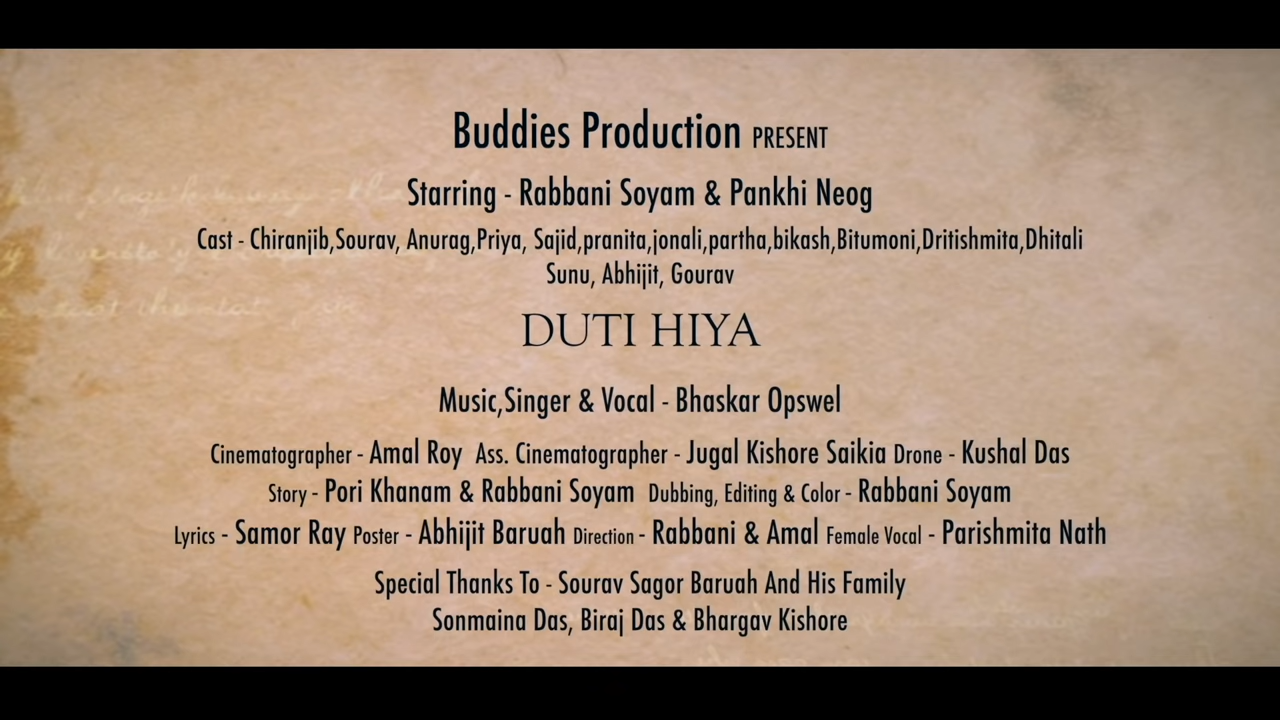 Buddies Production PRESENT
Starring - Rabbani Soyam & Pankhi Neog
Cast - Chiranjib,Sourav, Anurag,Priya, Sajid,pranita,jonali,partha,bikash,Bitumoni,Dritishmita,Dhitali
Sunu, Abhijit, Gourav
DUTI HIYA
Music,Singer & Vocal - Bhaskar Opswel
Cinematographer - Amal Roy Ass. Cinematographer - Jugal Kishore Saikia Drone - Kushal Das
Story - Pori Khanam & Rabbani Soyam Dubbing, Editing & Color - Rabbani Soyam
Lyrics - Samor Ray Poster - Abhijit Baruah Direction - Rabbani & Amal Female Vocal - Parishmita Nath
Special Thanks To - Sourav Sagor Baruah And His Family
Sonmaina Das, Biraj Das & Bhargav Kishore